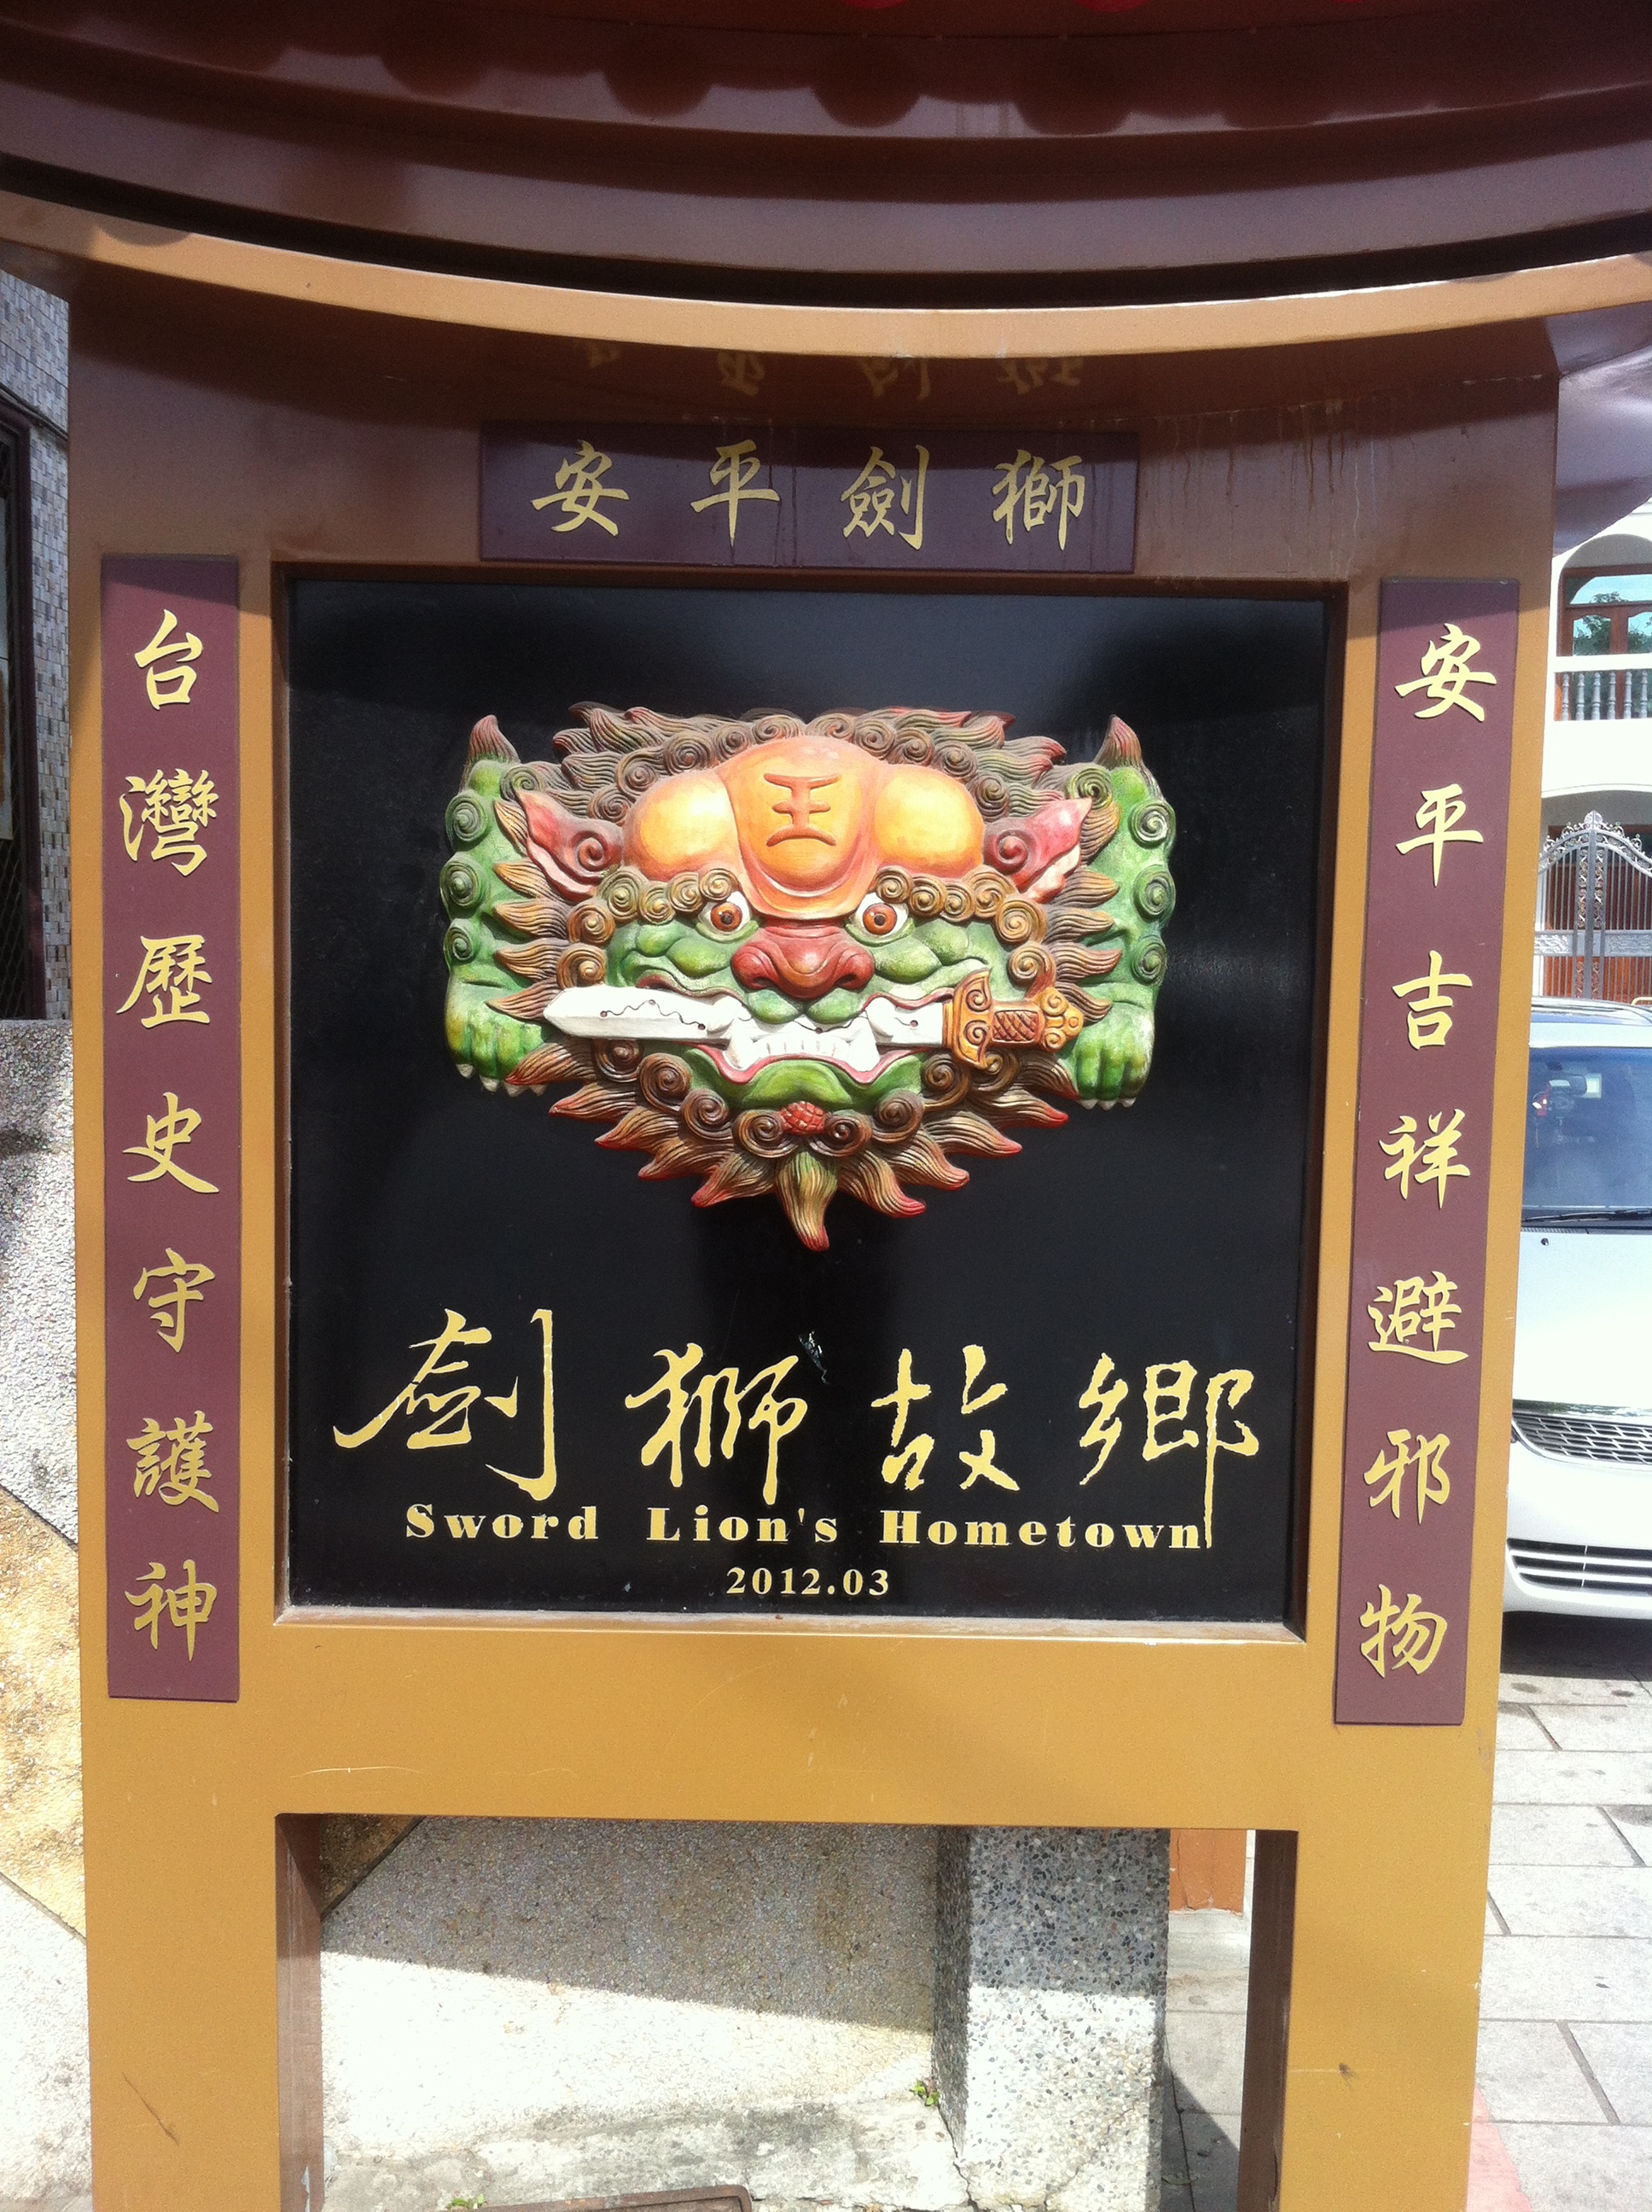 安平劍獅
安平吉祥避邪物
台灣歷史守護神
王
劍獅故鄉
Sword Lion's Hometown
2012.03